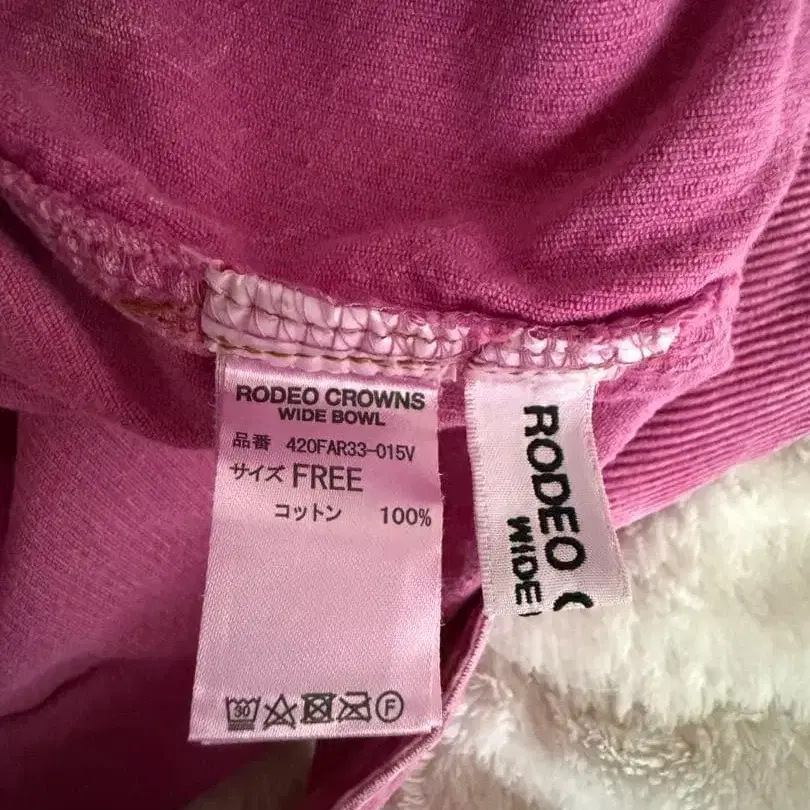 RODEO CROWNS
WIDE BOWL
品番 420FAR33-015V
サイズ FREE
コットン 100%
30
F
RODEO
WIDE